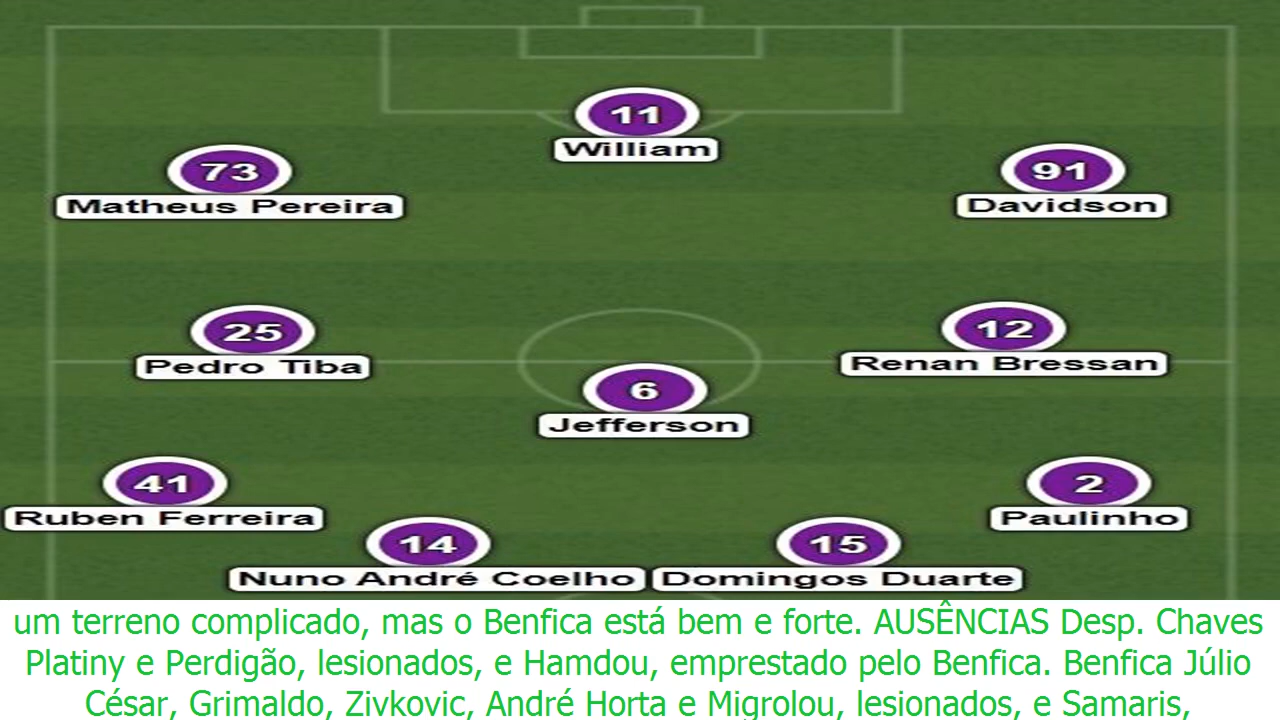 11
William
73
Matheus Pereira
91
Davidson
25
Pedro Tiba
12
Renan Bressan
6
Jefferson
41
Ruben Ferreira
2
Paulinho
14
Nuno André Coelho
15
Domingos Duarte
um terreno complicado, mas o Benfica está bem e forte. AUSÊNCIAS Desp. Chaves
Platiny e Perdigão, lesionados, e Hamdou, emprestado pelo Benfica. Benfica Júlio
César, Grimaldo, Zivkovic, André Horta e Migrolou, lesionados, e Samaris,